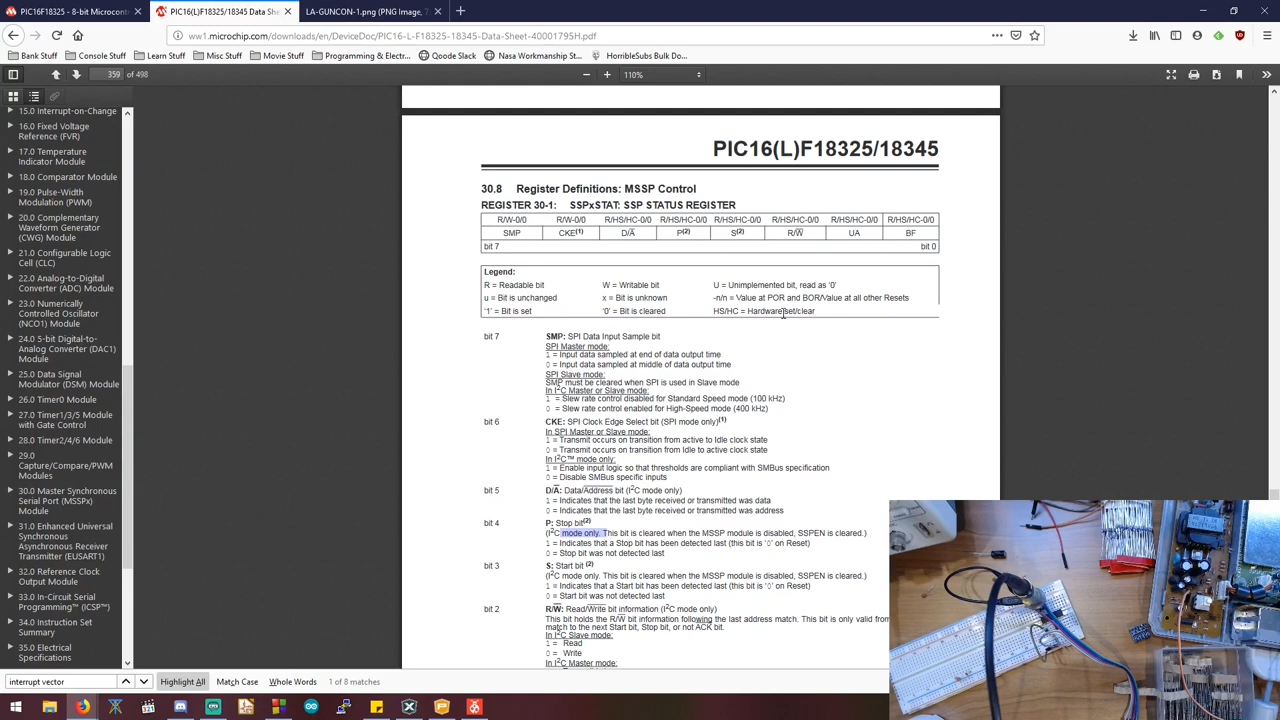 PIC16F18325 - 8-bit Microcont
PIC16(L)F18325/18345 Data She
LA-GUNCON-1.png (PNG Image, 77
ww1.microchip.com/downloads/en/DeviceDoc/PIC16-L-F18325-18345-Data-Sheet-40001795H.pdf
Bank Stuff
Console Stuff
Learn Stuff
Misc Stuff
Movie Stuff
Programming & Electr...
Qode Slack
Nasa Workmanship St...
HorribleSubs Bulk Do...
359 of 498
110%
15.0 Interrupt-on-Change
16.0 Fixed Voltage
Reference (FVR)
17.0 Temperature
Indicator Module
18.0 Comparator Module
19.0 Pulse-Width
Modulation (PWM)
20.0 Complementary
Waveform Generator
(CWG) Module
21.0 Configurable Logic
Cell (CLC)
22.0 Analog-to-Digital
Converter (ADC) Module
23.0 Numerically
Controlled Oscillator
(NCO1) Module
24.0 5-bit Digital-to-
Analog Converter (DAC1)
Module
25.0 Data Signal
Modulator (DSM) Module
26.0 Timer0 Module
27.0 Timer1/3/5 Module
with Gate Control
28.0 Timer2/4/6 Module
29.0
Capture/Compare/PWM
Modules
30.0 Master Synchronous
Serial Port (MSSPx)
Module
31.0 Enhanced Universal
Synchronous
Asynchronous Receiver
Transmitter (EUSART1)
32.0 Reference Clock
Output Module
33.0 In-Circuit Serial
Programming™ (ICSP™)
34.0 Instruction Set
Summary
35.0 Electrical
Specifications
PIC16(L)F18325/18345
30.8 Register Definitions: MSSP Control
REGISTER 30-1: SSPxSTAT: SSP STATUS REGISTER
R/W-0/0 R/W-0/0 R/HS/HC-0/0 R/HS/HC-0/0 R/HS/HC-0/0 R/HS/HC-0/0 R/HS/HC-0/0 R/HS/HC-0/0
SMP CKE(1) D/A P(2) S(2) R/W UA BF
bit 7 bit 0
Legend:
R = Readable bit W = Writable bit U = Unimplemented bit, read as '0'
u = Bit is unchanged x = Bit is unknown -n/n = Value at POR and BOR/Value at all other Resets
'1' = Bit is set '0' = Bit is cleared HS/HC = Hardware set/clear
bit 7 SMP: SPI Data Input Sample bit
SPI Master mode:
1 = Input data sampled at end of data output time
0 = Input data sampled at middle of data output time
SPI Slave mode:
SMP must be cleared when SPI is used in Slave mode
In I2C Master or Slave mode:
1 = Slew rate control disabled for Standard Speed mode (100 kHz)
0 = Slew rate control enabled for High-Speed mode (400 kHz)
bit 6 CKE: SPI Clock Edge Select bit (SPI mode only)(1)
In SPI Master or Slave mode:
1 = Transmit occurs on transition from active to Idle clock state
0 = Transmit occurs on transition from Idle to active clock state
In I2C™ mode only:
1 = Enable input logic so that thresholds are compliant with SMBus specification
0 = Disable SMBus specific inputs
bit 5 D/A: Data/Address bit (I2C mode only)
1 = Indicates that the last byte received or transmitted was data
0 = Indicates that the last byte received or transmitted was address
bit 4 P: Stop bit(2)
(I2C mode only. This bit is cleared when the MSSP module is disabled, SSPEN is cleared.)
1 = Indicates that a Stop bit has been detected last (this bit is '0' on Reset)
0 = Stop bit was not detected last
bit 3 S: Start bit (2)
(I2C mode only. This bit is cleared when the MSSP module is disabled, SSPEN is cleared.)
1 = Indicates that a Start bit has been detected last (this bit is '0' on Reset)
0 = Start bit was not detected last
bit 2 R/W: Read/Write bit information (I2C mode only)
This bit holds the R/W bit information following the last address match. This bit is only valid from
match to the next Start bit, Stop bit, or not ACK bit.
In I2C Slave mode:
1 = Read
0 = Write
In I2C Master mode:
interrupt vector
Highlight All
Match Case
Whole Words
1 of 8 matches